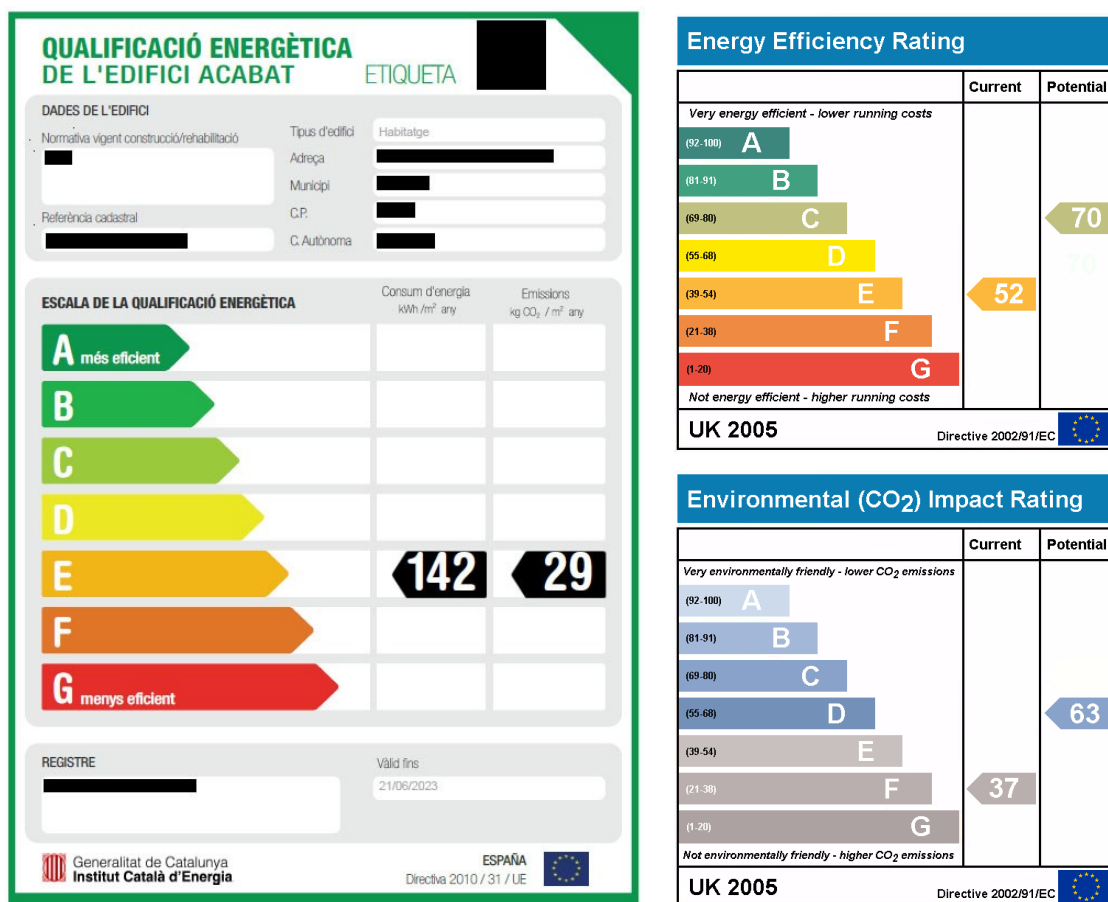 QUALIFICACIÓ ENERGÈTICA
DE L'EDIFICI ACABAT
ETIQUETA
DADES DE L'EDIFICI
Normativa vigent construcció/rehabilitació
Referència cadastral
Tipus d'edifici Habitatge
Adreça
Municipi
C.P.
C. Autònoma
ESCALA DE LA QUALIFICACIÓ ENERGÈTICA
Consum d'energia
kWh /m² any
Emissions
kg CO₂ / m² any
A més eficient
B
C
D
E 142 29
F
G menys eficient
REGISTRE
Vàlid fins
21/06/2023
Generalitat de Catalunya
Institut Català d'Energia
ESPAÑA
Directiva 2010 / 31 / UE
Energy Efficiency Rating
Current Potential
Very energy efficient - lower running costs
(92-100) A
(81-91) B
(69-80) C 70
70
(55-68) D
(39-54) E 52
(21-38) F
(1-20) G
Not energy efficient - higher running costs
UK 2005 Directive 2002/91/EC
Environmental (CO₂) Impact Rating
Current Potential
Very environmentally friendly - lower CO₂ emissions
(92-100) A
(81-91) B
(69-80) C
(55-68) D 63
(39-54) E
(21-38) F 37
(1-20) G
Not environmentally friendly - higher CO₂ emissions
UK 2005 Directive 2002/91/EC